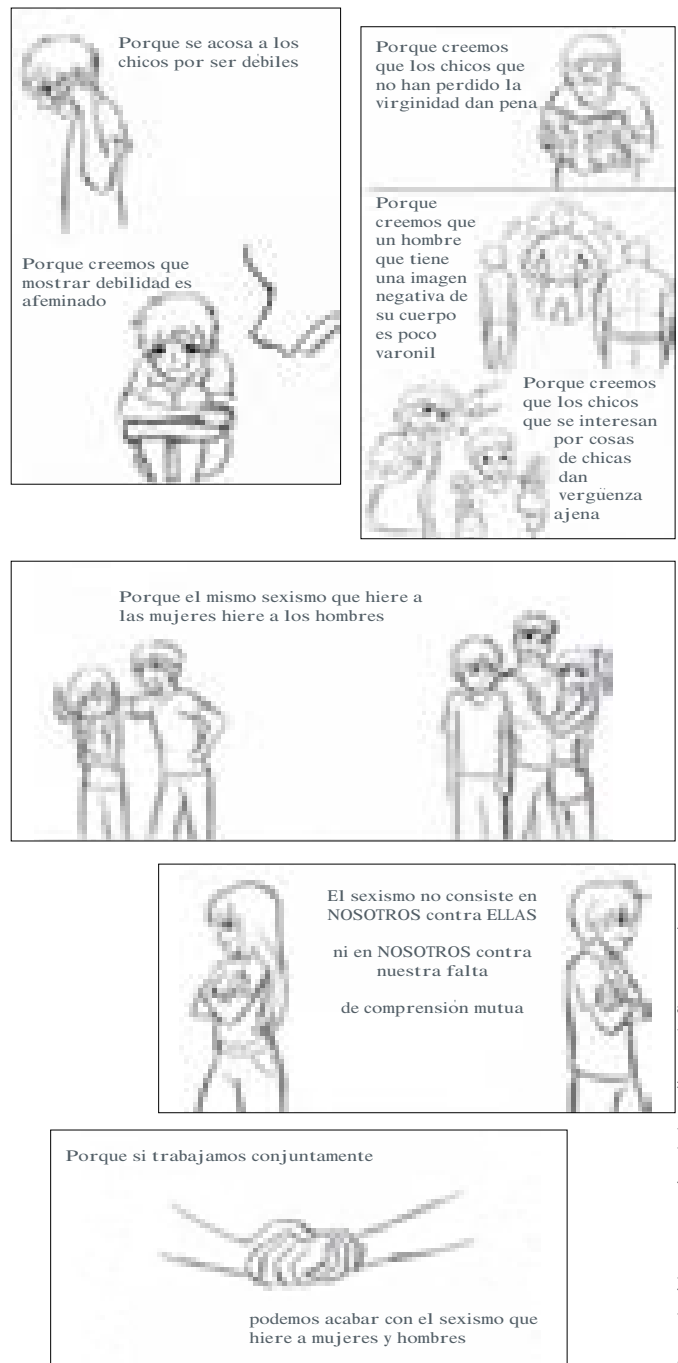 Porque se acosa a los
chicos por ser debiles
Porque creemos que
mostrar debilidad es
afeminado
Porque creemos
que los chicos que
no han perdido la
virginidad dan pena
Porque
creemos que
un hombre
que tiene
una imagen
negativa de
su cuerpo
es poco
varonil
Porque creemos
que los chicos
que se interesan
por cosas
de chicas
dan
vergüenza
ajena
Porque el mismo sexismo que hiere a
las mujeres hiere a los hombres
El sexismo no consiste en
NOSOTROS contra ELLAS
ni en NOSOTROS contra
nuestra falta
de comprensión mutua
Porque si trabajamos conjuntamente
podemos acabar con el sexismo que
hiere a mujeres y hombres